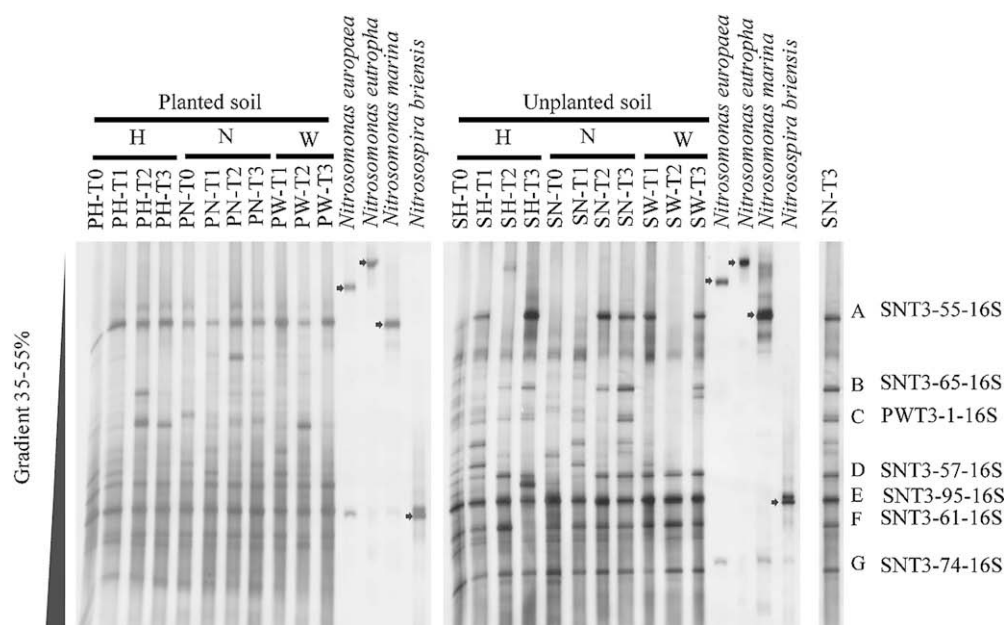 Planted soil
H N W
PH-T0 PH-T1 PH-T2 PH-T3 PN-T0 PN-T1 PN-T2 PN-T3 PW-T1 PW-T2 PW-T3 Nitrosomonas europaea Nitrosomonas eutropha Nitrosomonas marina Nitrosospira briensis
Unplanted soil
H N W
SH-T0 SH-T1 SH-T2 SH-T3 SN-T0 SN-T1 SN-T2 SN-T3 SW-T1 SW-T2 SW-T3 Nitrosomonas europaea Nitrosomonas eutropha Nitrosomonas marina Nitrosospira briensis
SN-T3
Gradient 35-55%
A SNT3-55-16S
B SNT3-65-16S
C PWT3-1-16S
D SNT3-57-16S
E SNT3-95-16S
F SNT3-61-16S
G SNT3-74-16S